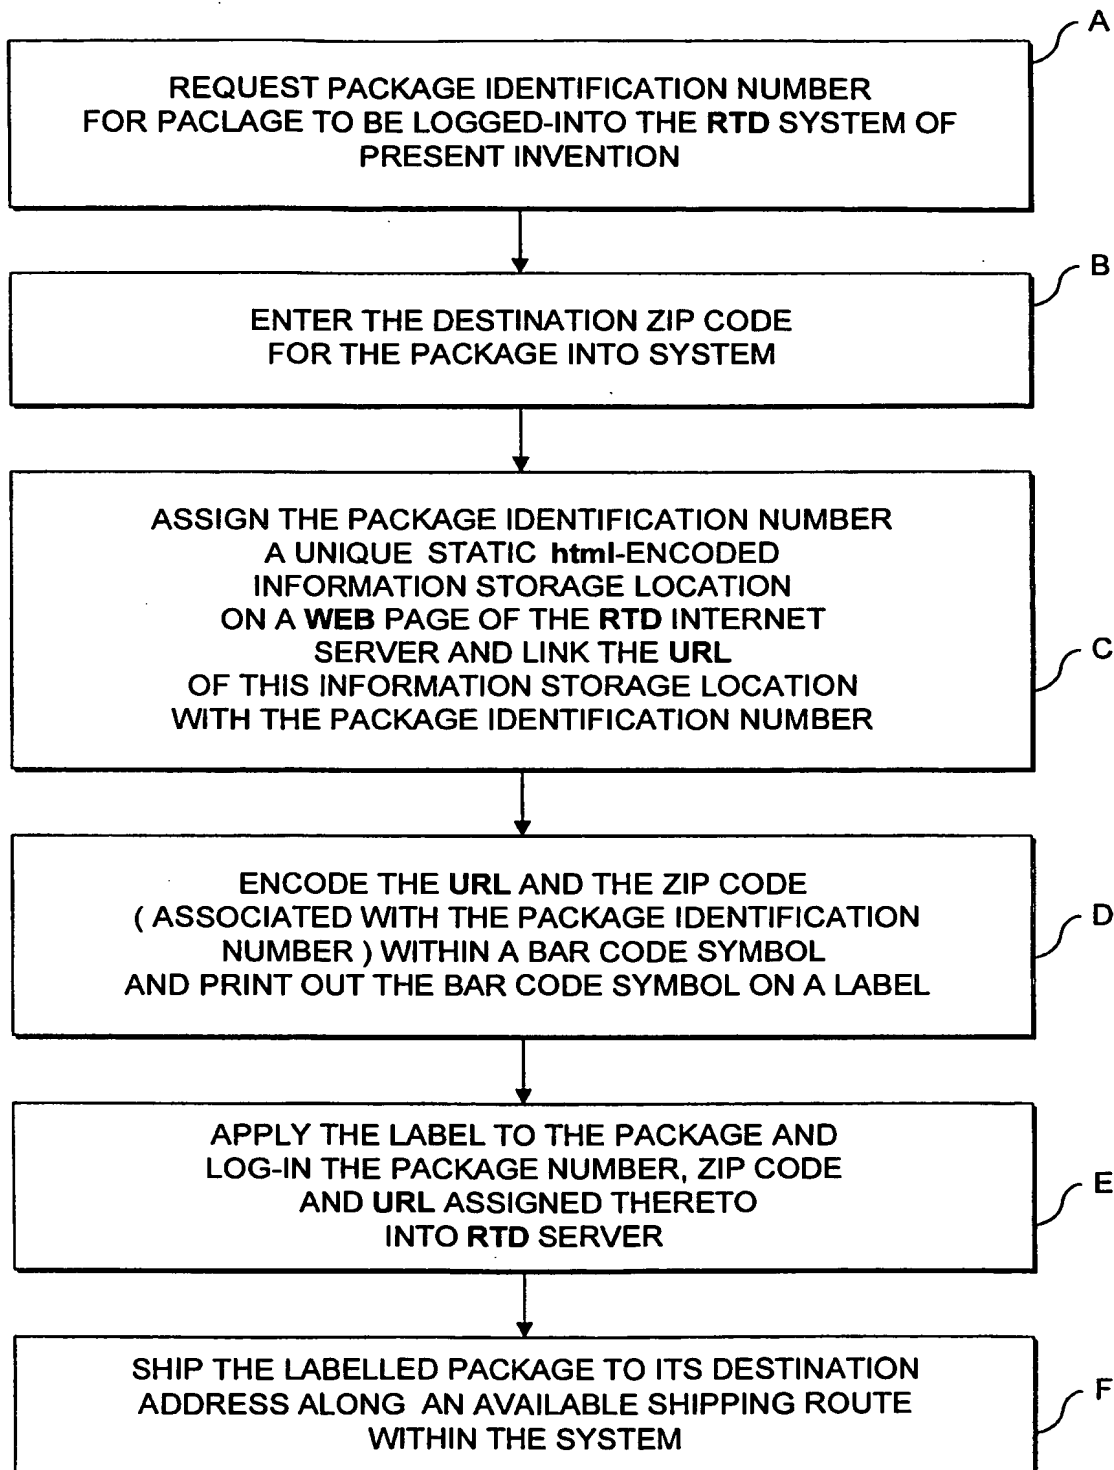 A
REQUEST PACKAGE IDENTIFICATION NUMBER
FOR PACLAGE TO BE LOGGED-INTO THE RTD SYSTEM OF
PRESENT INVENTION
B
ENTER THE DESTINATION ZIP CODE
FOR THE PACKAGE INTO SYSTEM
ASSIGN THE PACKAGE IDENTIFICATION NUMBER
A UNIQUE STATIC html-ENCODED
INFORMATION STORAGE LOCATION
ON A WEB PAGE OF THE RTD INTERNET
SERVER AND LINK THE URL
OF THIS INFORMATION STORAGE LOCATION
WITH THE PACKAGE IDENTIFICATION NUMBER
C
ENCODE THE URL AND THE ZIP CODE
( ASSOCIATED WITH THE PACKAGE IDENTIFICATION
NUMBER ) WITHIN A BAR CODE SYMBOL
AND PRINT OUT THE BAR CODE SYMBOL ON A LABEL
D
APPLY THE LABEL TO THE PACKAGE AND
LOG-IN THE PACKAGE NUMBER, ZIP CODE
AND URL ASSIGNED THERETO
INTO RTD SERVER
E
SHIP THE LABELLED PACKAGE TO ITS DESTINATION
ADDRESS ALONG AN AVAILABLE SHIPPING ROUTE
WITHIN THE SYSTEM
F